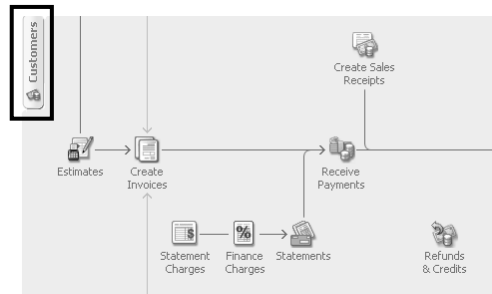 Customers
Create Sales
Receipts
Estimates
Create
Invoices
Receive
Payments
Statement
Charges
Finance
Charges
Statements
Refunds
& Credits